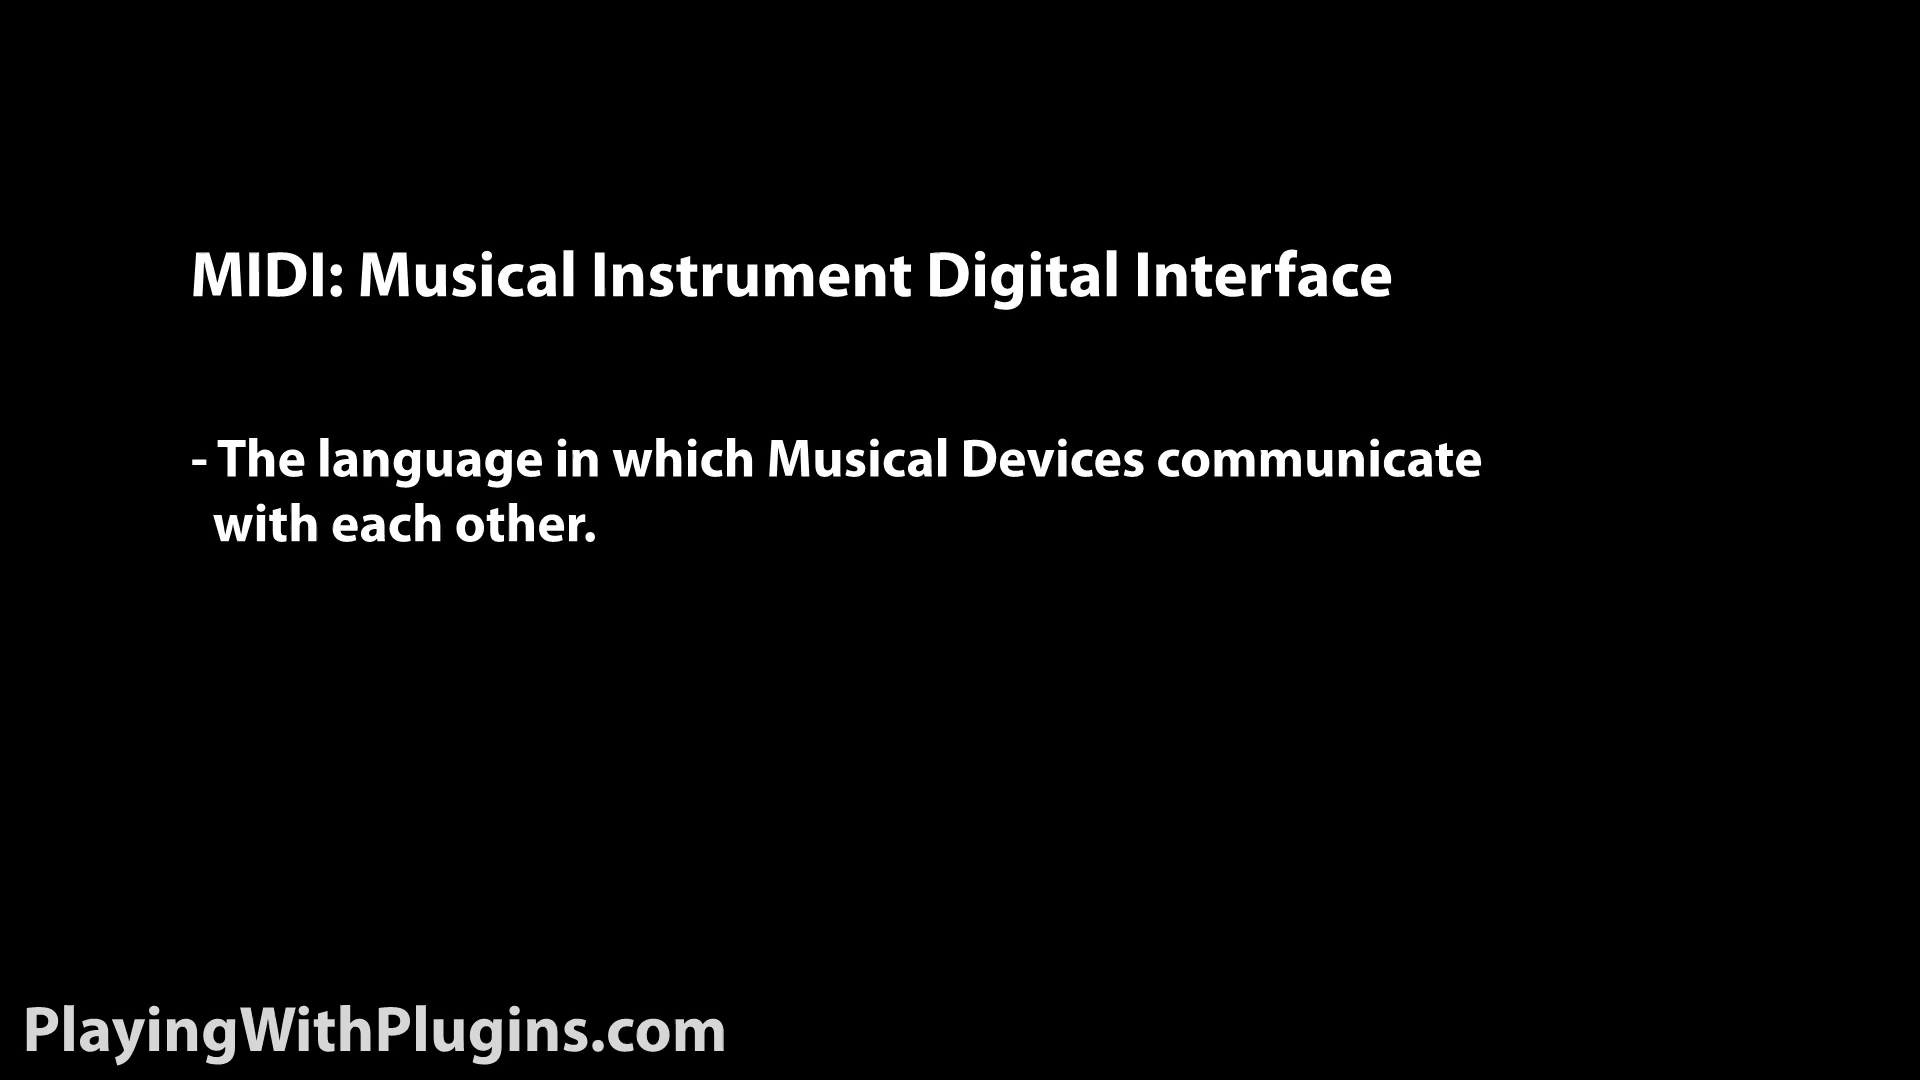 MIDI: Musical Instrument Digital Interface
- The language in which Musical Devices communicate
with each other.
PlayingWithPlugins.com